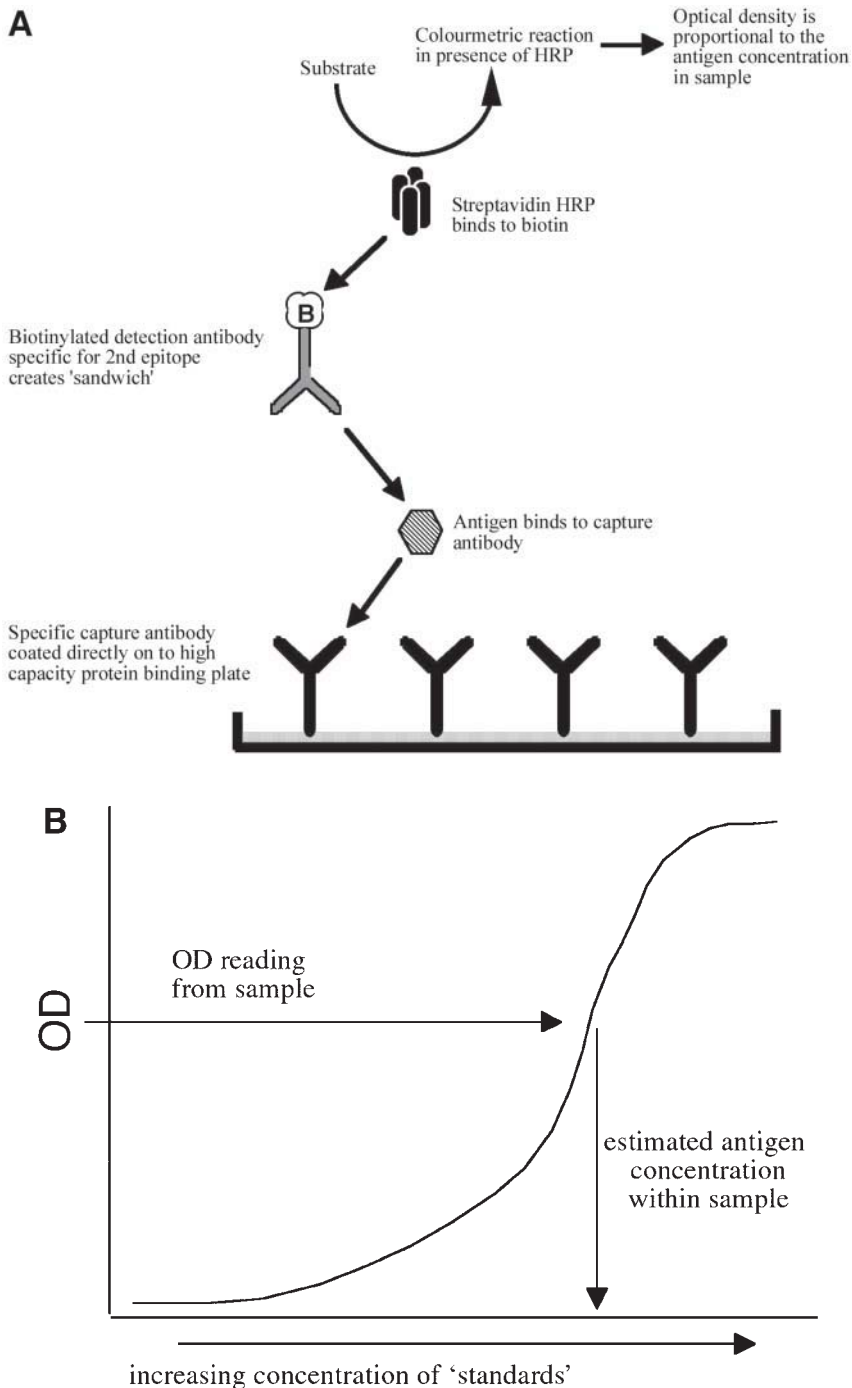 A
Substrate
Colourmetric reaction
in presence of HRP
Optical density is
proportional to the
antigen concentration
in sample
Streptavidin HRP
binds to biotin
B
Biotinylated detection antibody
specific for 2nd epitope
creates 'sandwich'
Antigen binds to capture
antibody
Specific capture antibody
coated directly on to high
capacity protein binding plate
B
OD reading
from sample
OD
estimated antigen
concentration
within sample
increasing concentration of ‘standards’